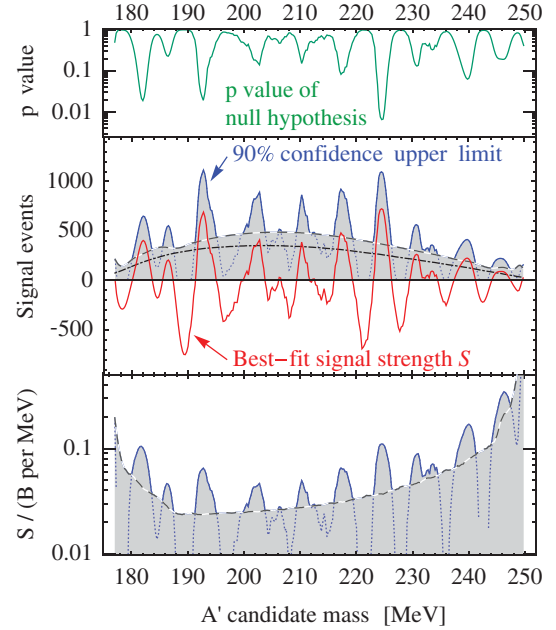 180 190 200 210 220 230 240 250
1
0.1
0.01
p value
p value of
null hypothesis
90% confidence upper limit
1000
500
0
-500
Signal events
Best-fit signal strength S
0.1
0.01
S / (B per MeV)
180 190 200 210 220 230 240 250
A' candidate mass [MeV]